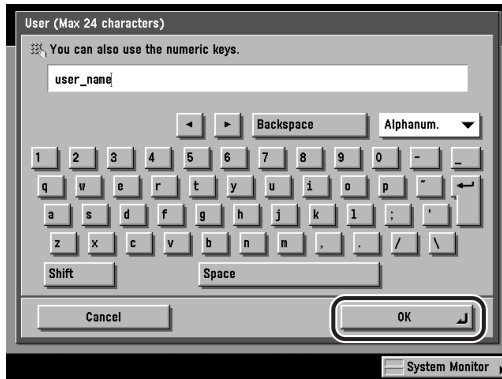 User (Max 24 characters)
You can also use the numeric keys.
user_name
◄ ► Backspace Alphanum. ▼
1 2 3 4 5 6 7 8 9 0 - _
q w e r t y u i o p ~ ↵
a s d f g h j k l ; '
z x c v b n m , . / \
Shift Space
Cancel OK
System Monitor